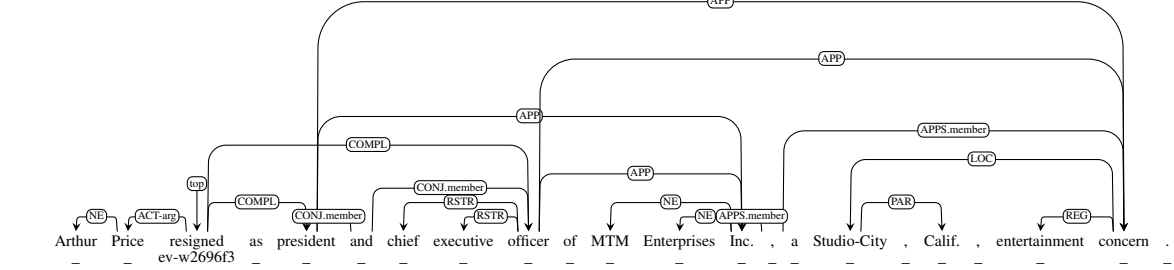 APP
APP
APP
APPS.member
COMPL
LOC
APP
top
CONJ.member
COMPL
RSTR
NE
PAR
NE
ACT-arg
CONJ.member
RSTR
NE
APPS.member
REG
Arthur Price resigned as president and chief executive officer of MTM Enterprises Inc. , a Studio-City , Calif. , entertainment concern .
_ _ ev-w2696f3 _ _ _ _ _ _ _ _ _ _ _ _ _ _ _ _ _ _ _